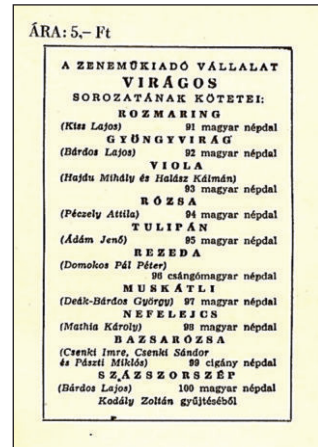 ÁRA: 5,– Ft
A ZENEMŰKIADÓ VÁLLALAT
VIRÁGOS
SOROZATÁNAK KÖTETEI:
ROZMARING
(Kiss Lajos) 91 magyar népdal
GYÖNGYVIRÁG
(Bárdos Lajos) 92 magyar népdal
VIOLA
(Hajdu Mihály és Halász Kálmán)
93 magyar népdal
RÓZSA
(Péczely Attila) 94 magyar népdal
TULIPÁN
(Ádám Jenő) 95 magyar népdal
REZEDA
(Domokos Pál Péter)
96 csángómagyar népdal
MUSKÁTLI
(Deák-Bárdos György) 97 magyar népdal
NEFELEJCS
(Mathia Károly) 98 magyar népdal
BAZSARÓZSA
(Csenki Imre, Csenki Sándor
és Pászti Miklós) 99 cigány népdal
SZÁZSZORSZÉP
(Bárdos Lajos) 100 magyar népdal
Kodály Zoltán gyűjtéséből